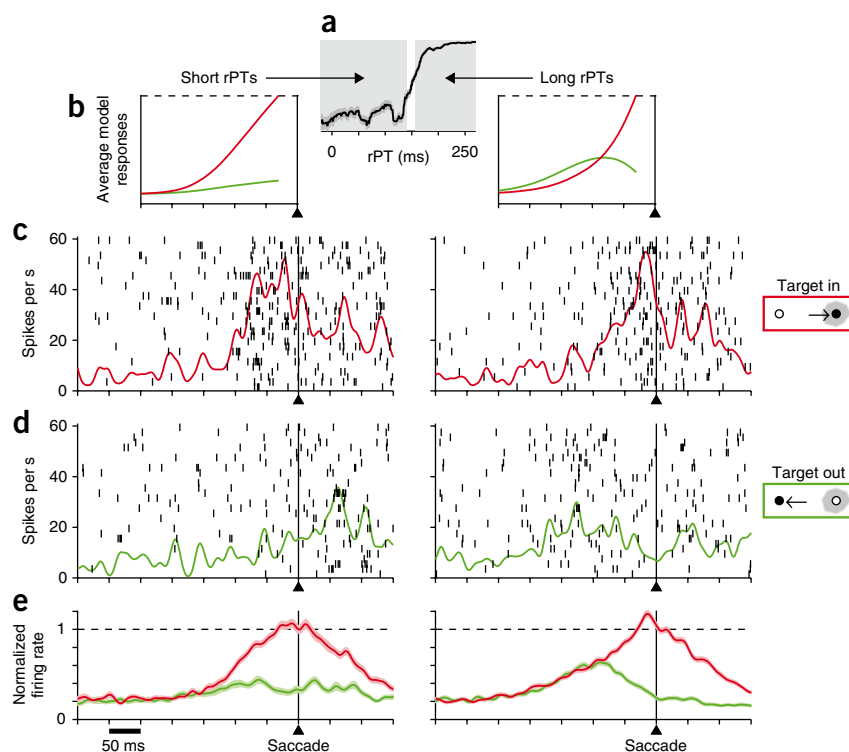 a
Short rPTs
Long rPTs
0
250
rPT (ms)
b
Average model
responses
c
60
40
20
0
Spikes per s
Target in
d
60
40
20
0
Spikes per s
Target out
e
1
0
Normalized
firing rate
50 ms
Saccade
Saccade